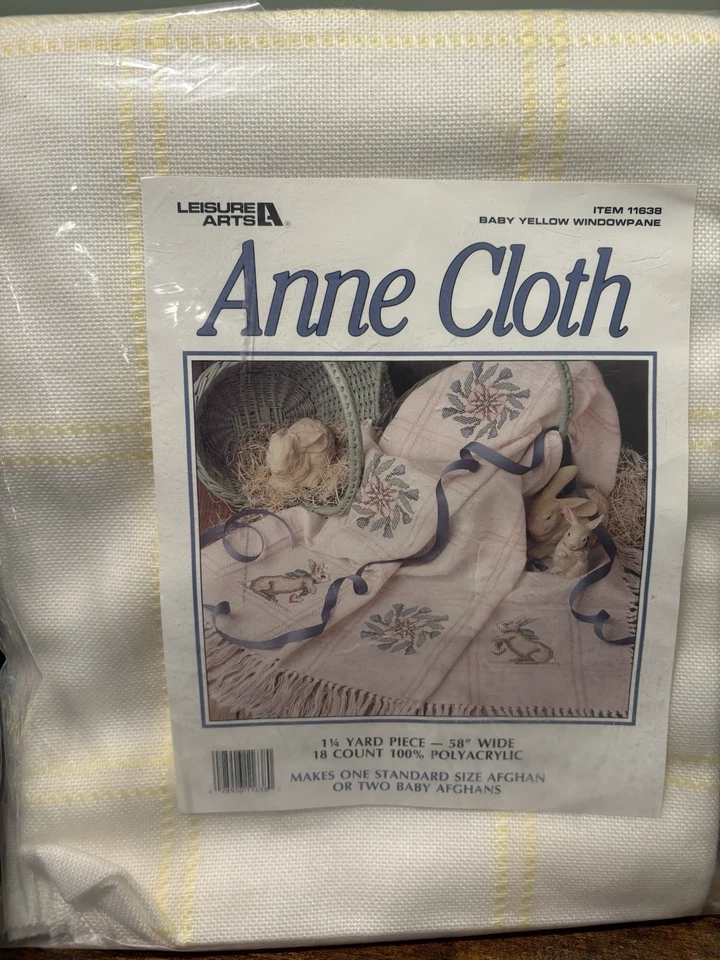 LEISURE
ARTS
ITEM 11638
BABY YELLOW WINDOWPANE
Anne Cloth
1¼ YARD PIECE — 58" WIDE
18 COUNT 100% POLYACRYLIC
MAKES ONE STANDARD SIZE AFGHAN
OR TWO BABY AFGHANS